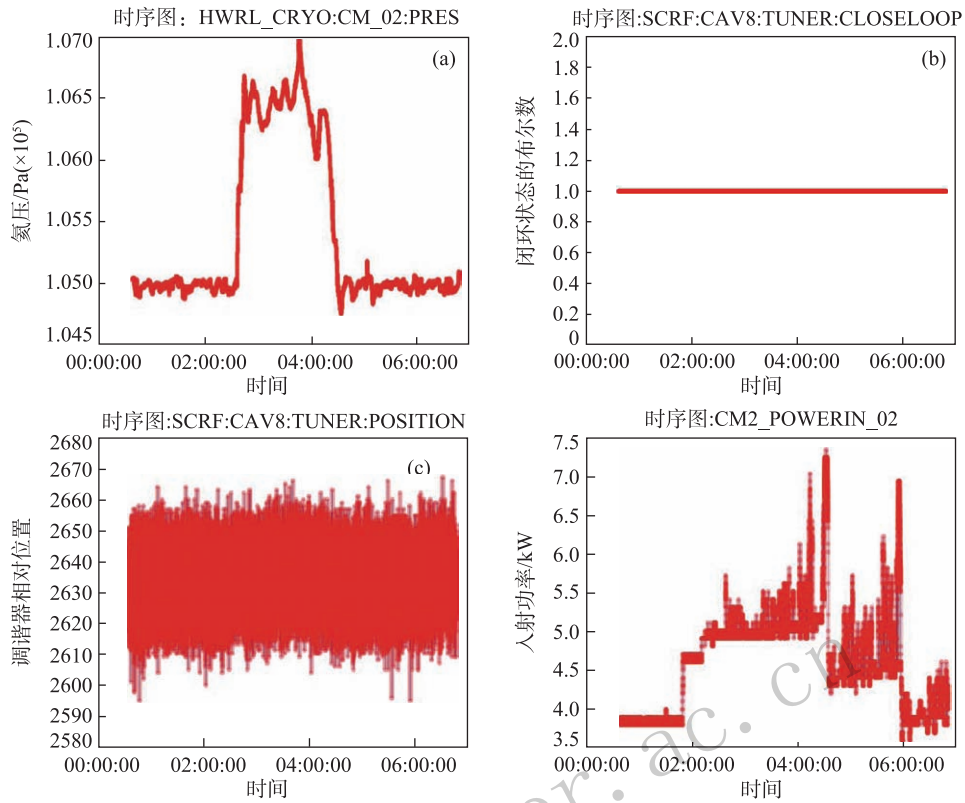 时序图：HWRL_CRYO:CM_02:PRES
1.070
1.065
1.060
1.055
1.050
1.045
氦压/Pa(×10⁵)
(a)
00:00:00 02:00:00 04:00:00 06:00:00
时间
时序图:SCRF:CAV8:TUNER:CLOSELOOP
2.0
1.8
1.6
1.4
1.2
1.0
0.8
0.6
0.4
0.2
0
闭环状态的布尔数
(b)
00:00:00 02:00:00 04:00:00 06:00:00
时间
时序图:SCRF:CAV8:TUNER:POSITION
2680
2670
2660
2650
2640
2630
2620
2610
2600
2590
2580
调谐器相对位置
(c)
00:00:00 02:00:00 04:00:00 06:00:00
时间
时序图:CM2_POWERIN_02
7.5
7.0
6.5
6.0
5.5
5.0
4.5
4.0
3.5
入射功率/kW
00:00:00 02:00:00 04:00:00 06:00:00
时间